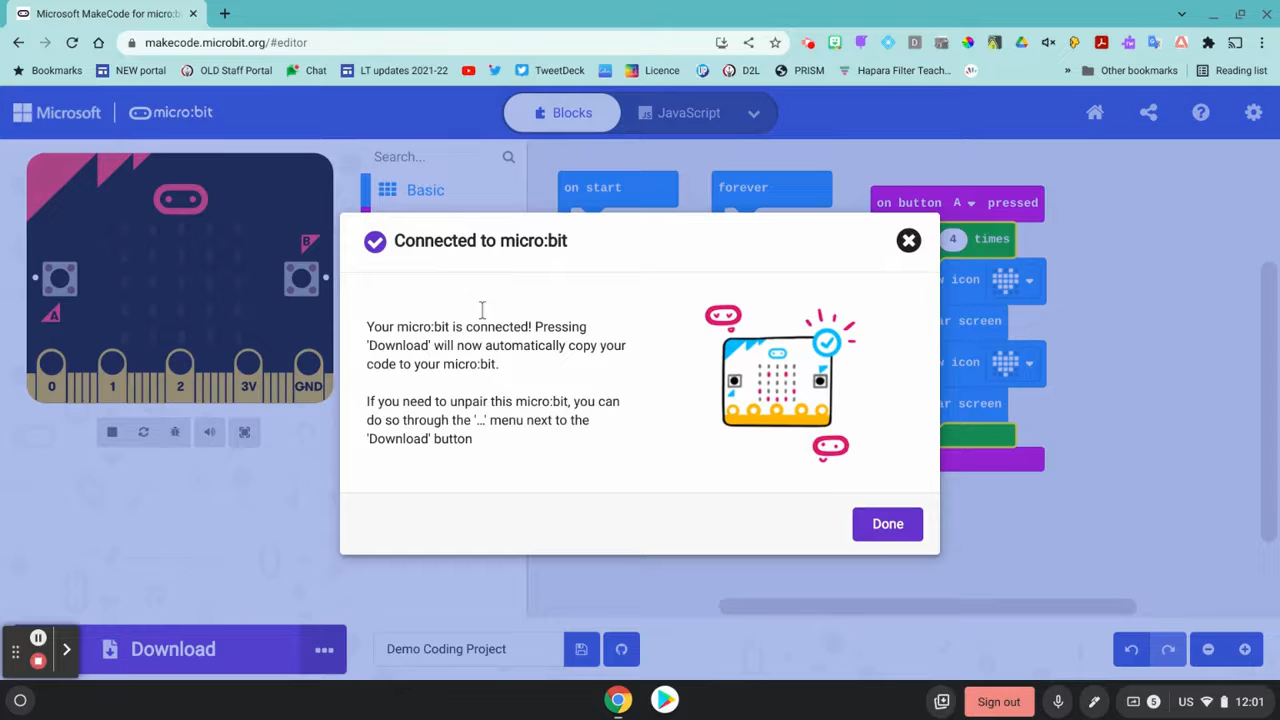 Microsoft MakeCode for micro:b
makecode.microbit.org/#editor
Bookmarks NEW portal OLD Staff Portal Chat LT updates 2021-22 TweetDeck Licence D2L PRISM Hapara Filter Teach... » Other bookmarks Reading list
Microsoft micro:bit Blocks JavaScript
Search...
Basic
on start
forever
on button A pressed
4 times
w icon
ar screen
w icon
ar screen
B
A
0 1 2 3V GND
Connected to micro:bit
Your micro:bit is connected! Pressing
'Download' will now automatically copy your
code to your micro:bit.
If you need to unpair this micro:bit, you can
do so through the '...' menu next to the
'Download' button
Done
Download ••• Demo Coding Project
Sign out 5 US 12:01